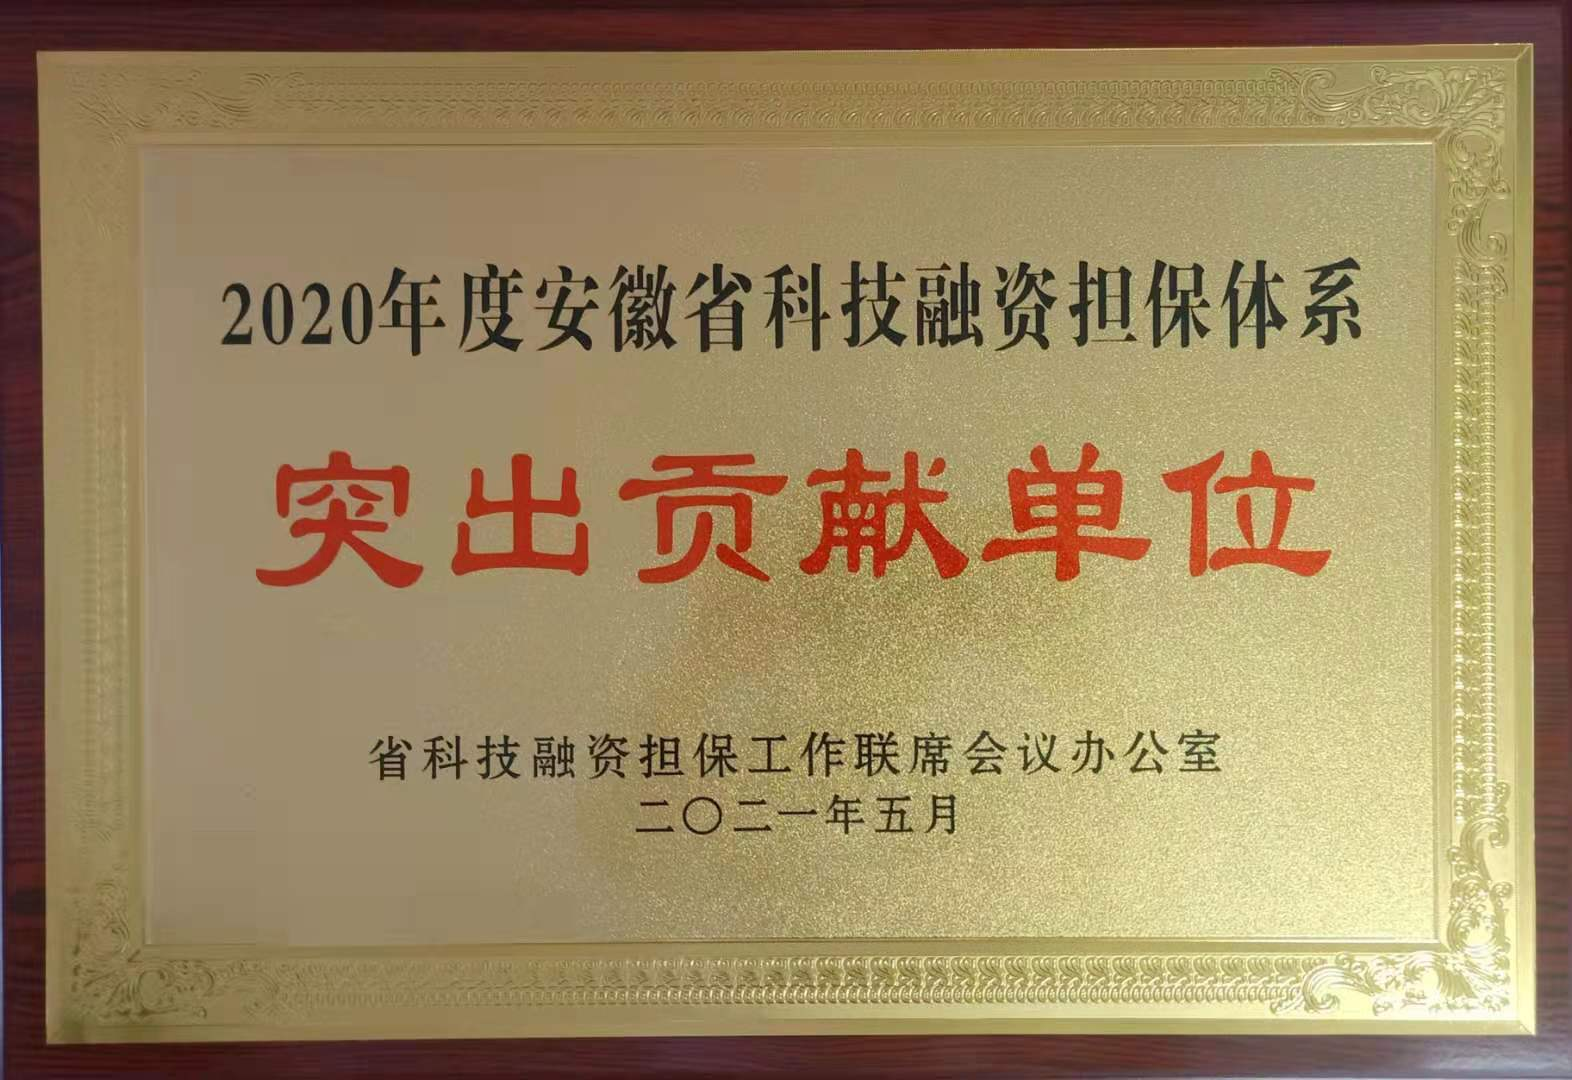 2020年度安徽省科技融资担保体系
突出贡献单位
省科技融资担保工作联席会议办公室
二〇二一年五月